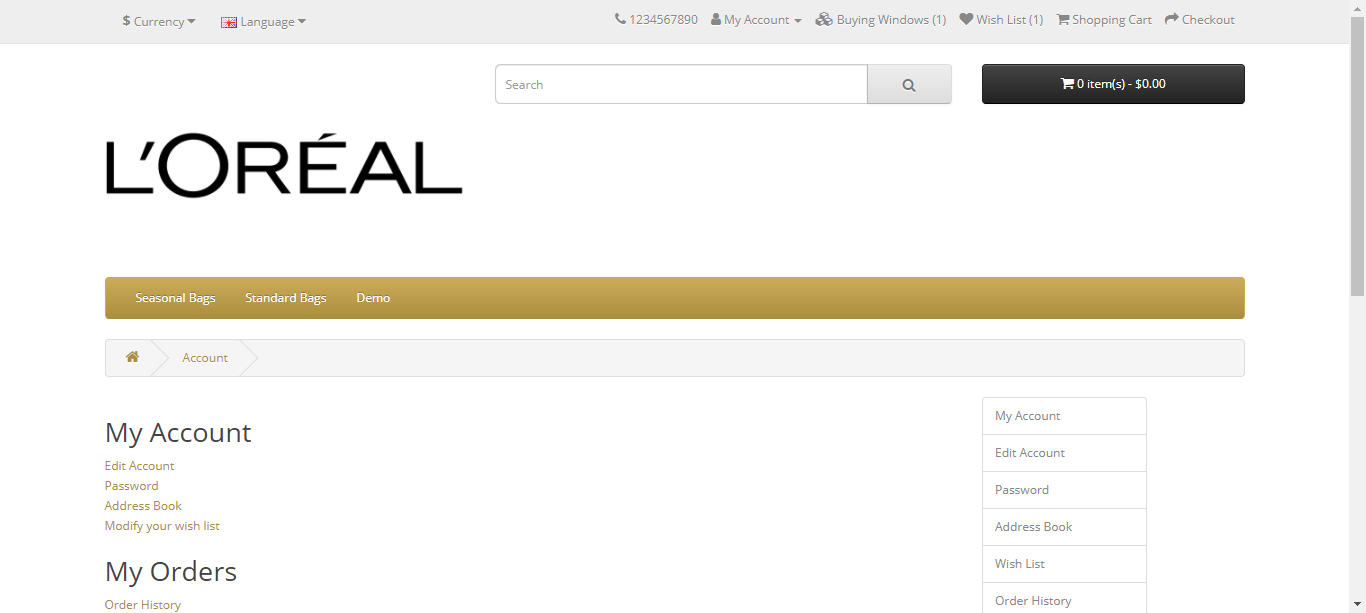 $ Currency
Language
1234567890
My Account
Buying Windows (1)
Wish List (1)
Shopping Cart
Checkout
Search
0 item(s) - $0.00
L'ORÉAL
Seasonal Bags
Standard Bags
Demo
Account
My Account
Edit Account
Password
Address Book
Modify your wish list
My Orders
Order History
My Account
Edit Account
Password
Address Book
Wish List
Order History